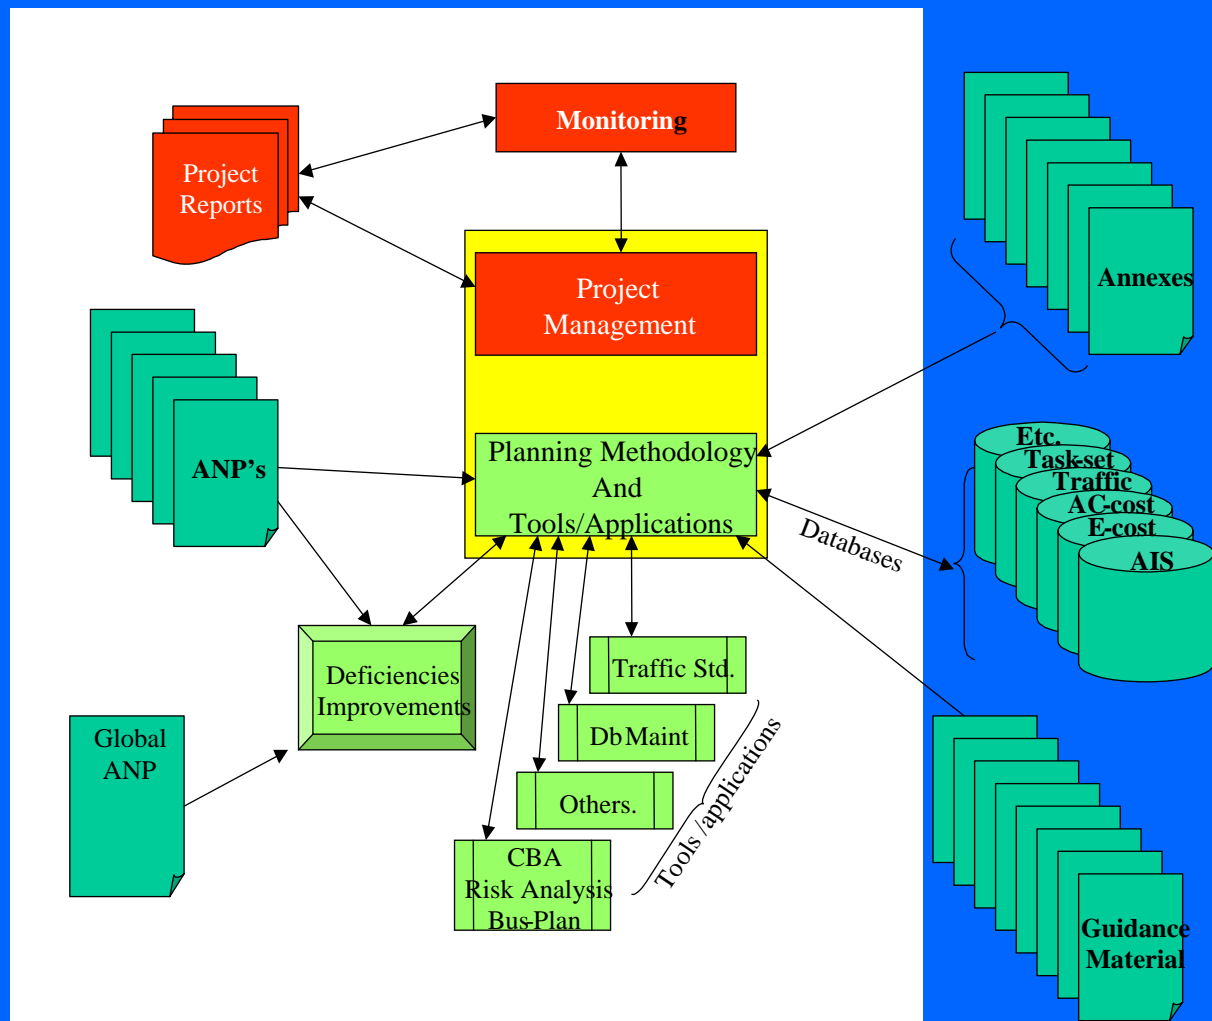 Monitoring
Project
Reports
Project
Management
Annexes
ANP's
Planning Methodology
And
Tools/Applications
Databases
Etc.
Task-set
Traffic
AC-cost
E-cost
AIS
Deficiencies
Improvements
Traffic Std.
Db Maint
Others.
CBA
Risk Analysis
Bus-Plan
Tools /applications
Global
ANP
Guidance
Material